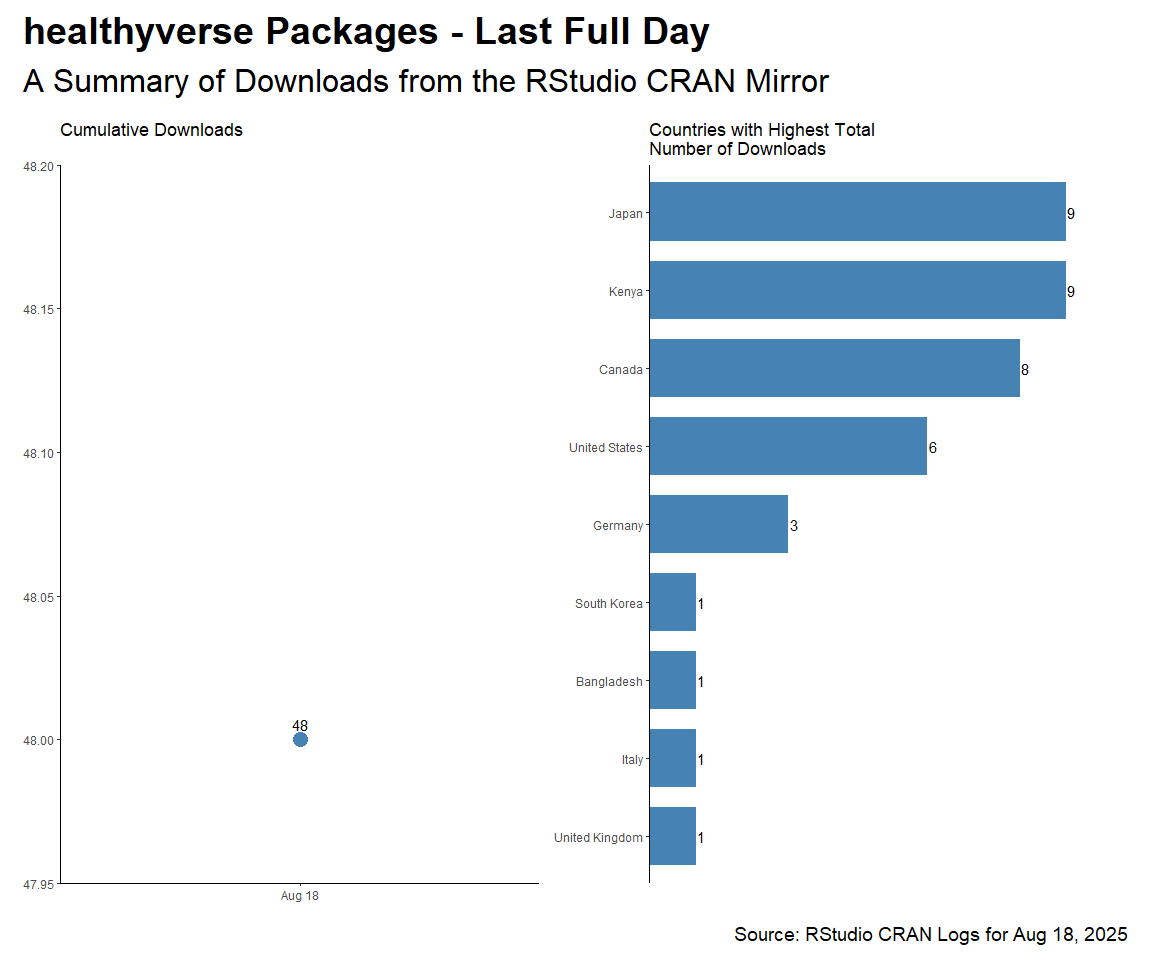 healthyverse Packages - Last Full Day
A Summary of Downloads from the RStudio CRAN Mirror
Cumulative Downloads
48.20
48.15
48.10
48.05
48.00
47.95
48
Aug 18
Countries with Highest Total
Number of Downloads
Japan 9
Kenya 9
Canada 8
United States 6
Germany 3
South Korea 1
Bangladesh 1
Italy 1
United Kingdom 1
Source: RStudio CRAN Logs for Aug 18, 2025